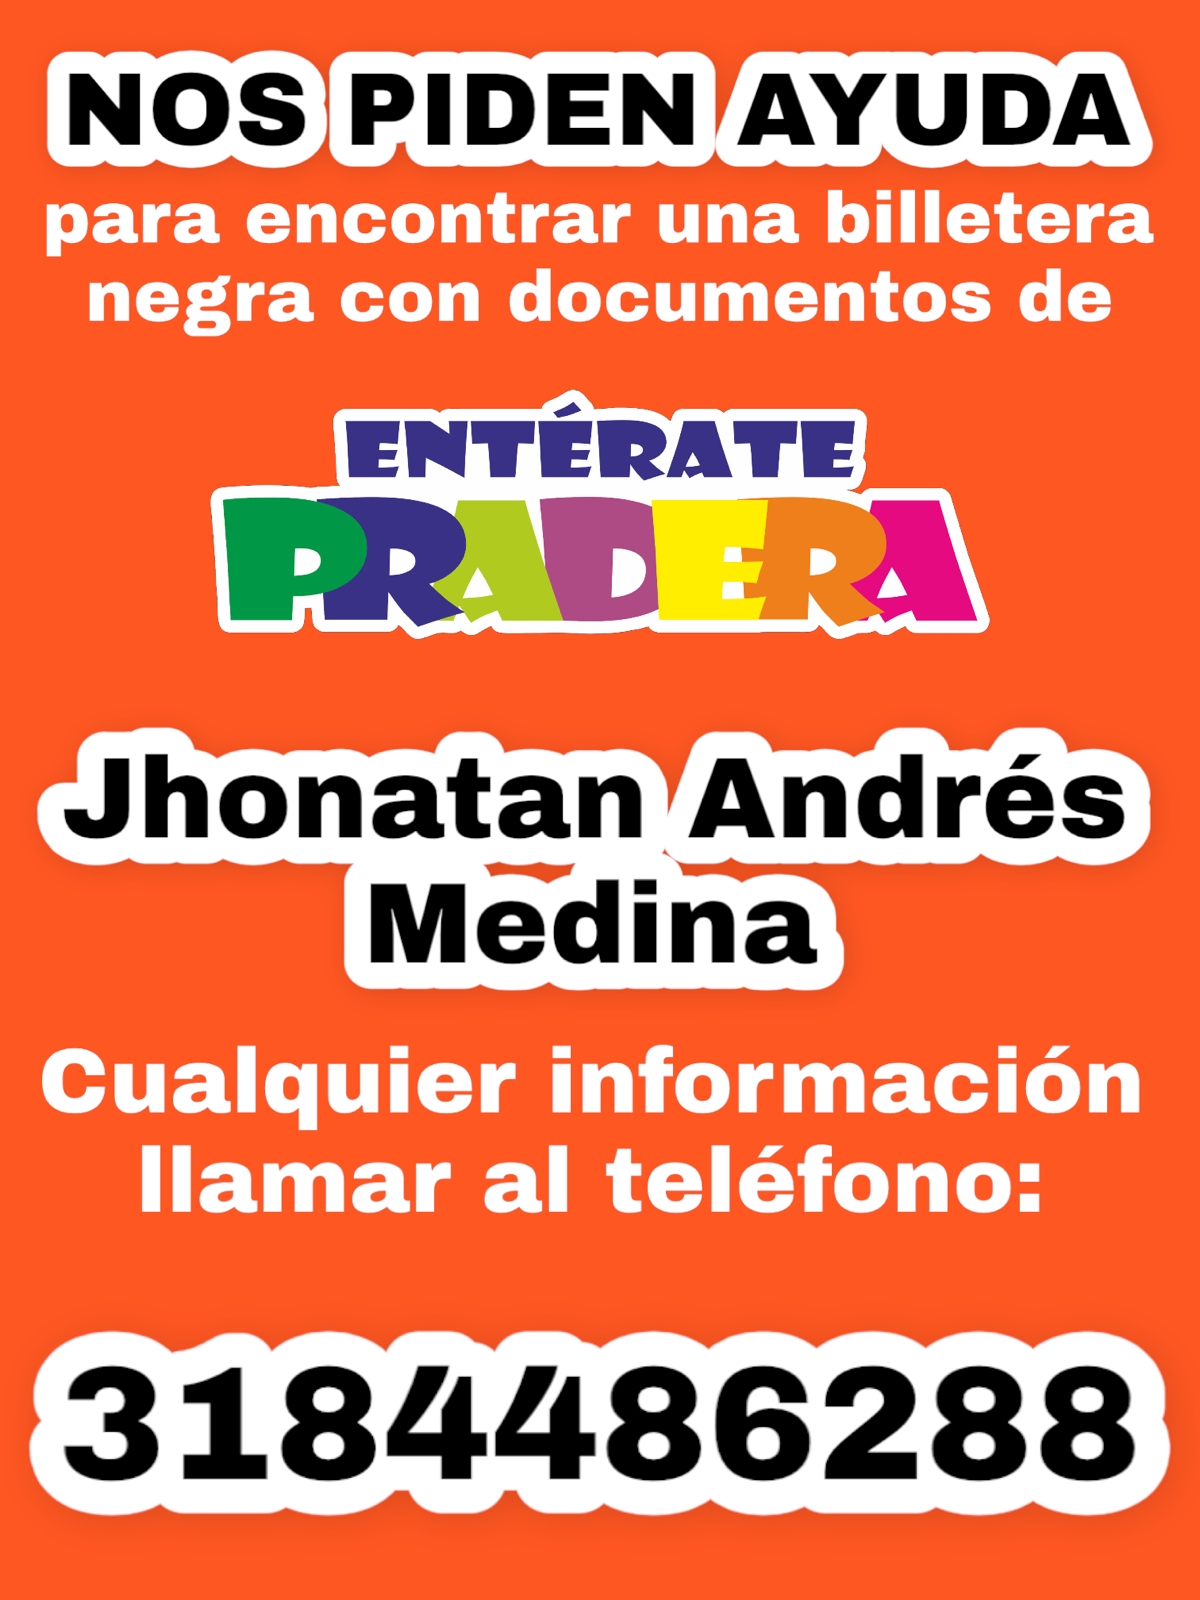 NOS PIDEN AYUDA
para encontrar una billetera
negra con documentos de
ENTÉRATE
PRADERA
Jhonatan Andrés
Medina
Cualquier información
llamar al teléfono:
3184486288